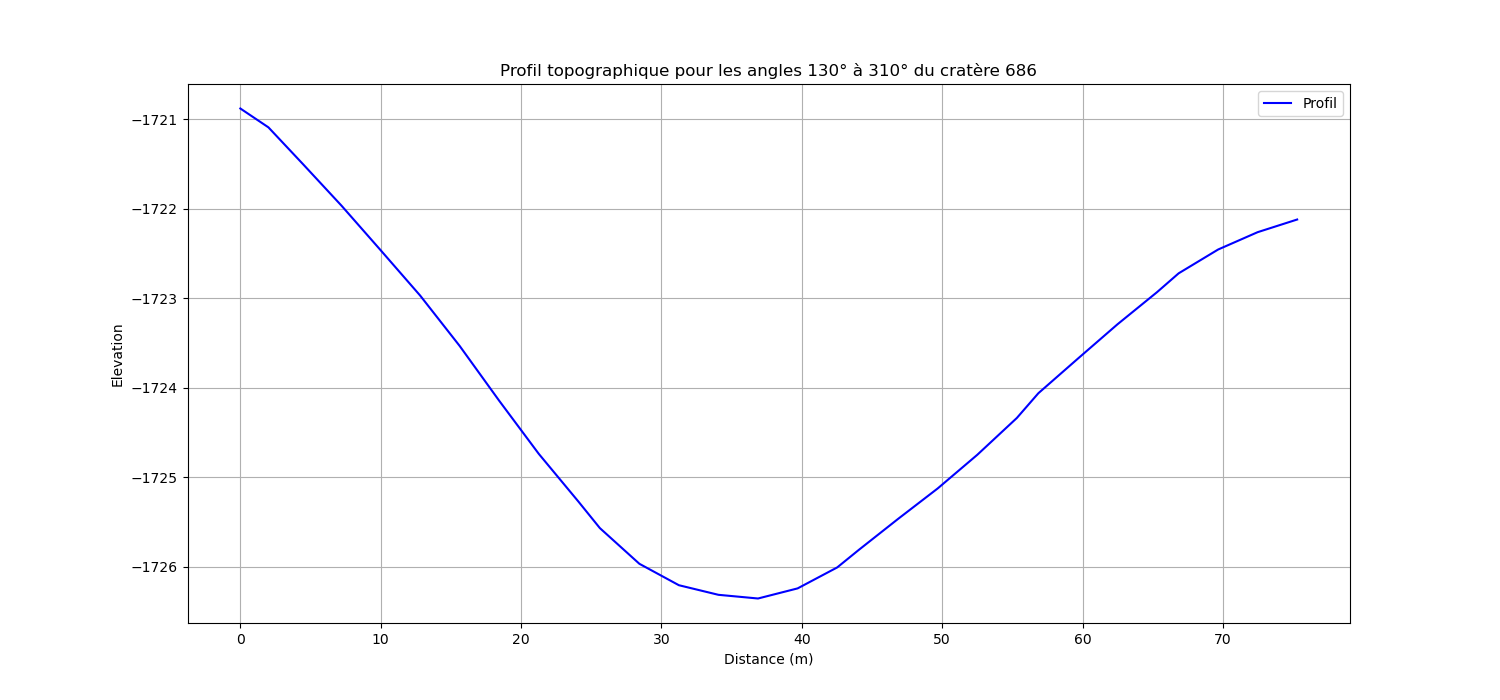 Profil topographique pour les angles 130° à 310° du cratère 686
Profil
−1721
−1722
−1723
−1724
−1725
−1726
Elevation
0 10 20 30 40 50 60 70
Distance (m)